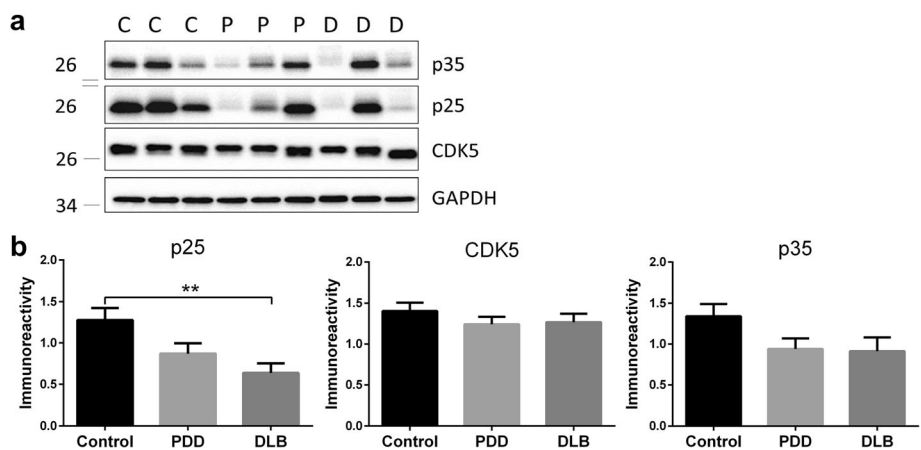 a
C C C P P P D D D
26 p35
26 p25
26 CDK5
34 GAPDH
b
p25
Immunoreactivity
2.0
1.5
1.0
0.5
0.0
**
Control PDD DLB
CDK5
Immunoreactivity
2.0
1.5
1.0
0.5
0.0
Control PDD DLB
p35
Immunoreactivity
2.0
1.5
1.0
0.5
0.0
Control PDD DLB